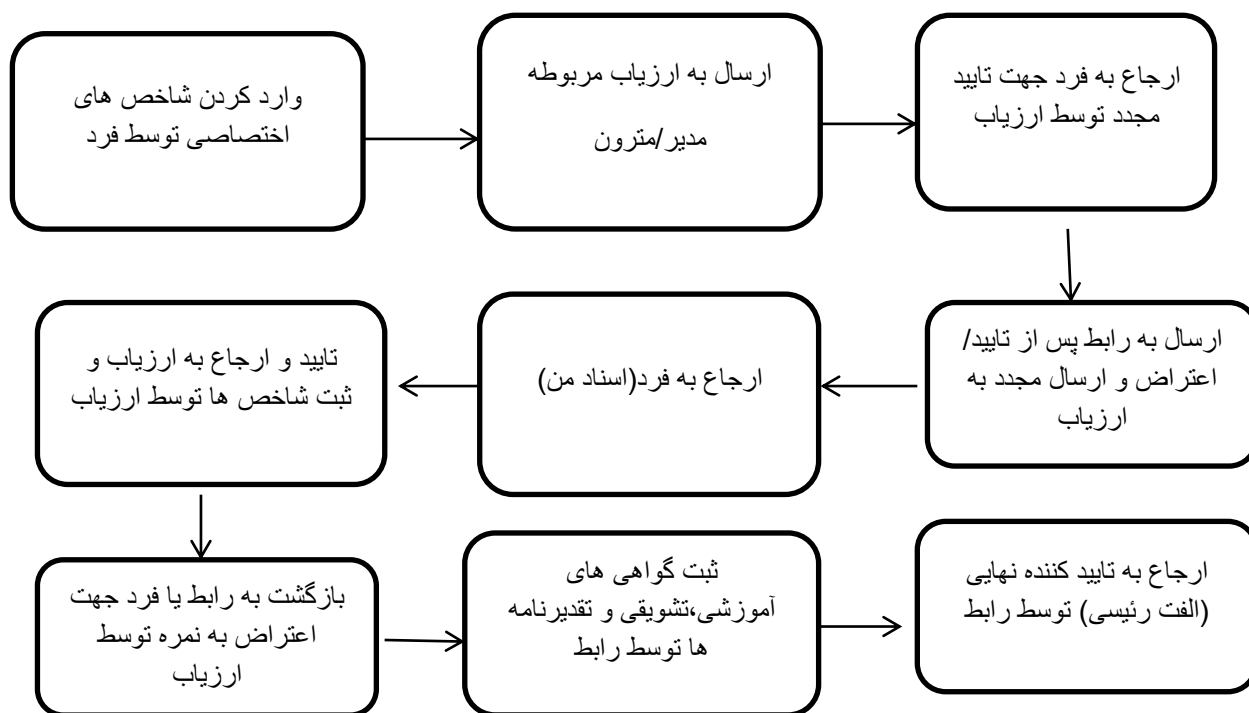 وارد کردن شاخص های
اختصاصی توسط فرد
ارسال به ارزیاب مربوطه
مدیر/مترون
ارجاع به فرد جهت تایید
مجدد توسط ارزیاب
ارسال به رابط پس از تایید/
اعتراض و ارسال مجدد به
ارزیاب
ارجاع به فرد(اسناد من)
تایید و ارجاع به ارزیاب و
ثبت شاخص ها توسط ارزیاب
بازگشت به رابط یا فرد جهت
اعتراض به نمره توسط
ارزیاب
ثبت گواهی های
آموزشی،تشویقی و تقدیرنامه
ها توسط رابط
ارجاع به تایید کننده نهایی
(الفت رئیسی) توسط رابط